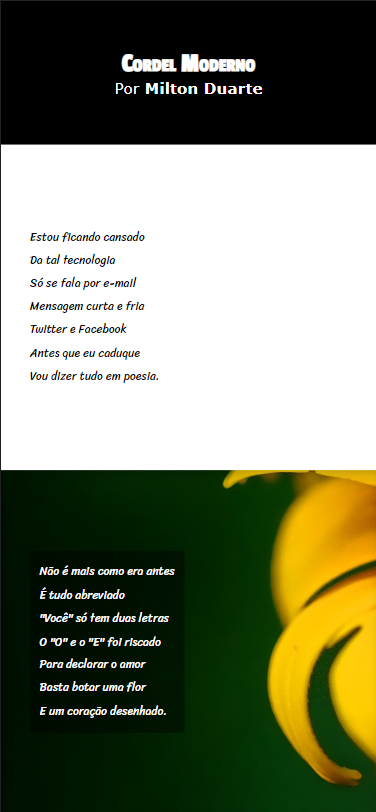 Cordel Moderno
Por Milton Duarte
Estou ficando cansado
Da tal tecnologia
Só se fala por e-mail
Mensagem curta e fria
Twitter e Facebook
Antes que eu caduque
Vou dizer tudo em poesia.
Não é mais como era antes
É tudo abreviado
"Você" só tem duas letras
O "O" e o "E" foi riscado
Para declarar o amor
Basta botar uma flor
E um coração desenhado.